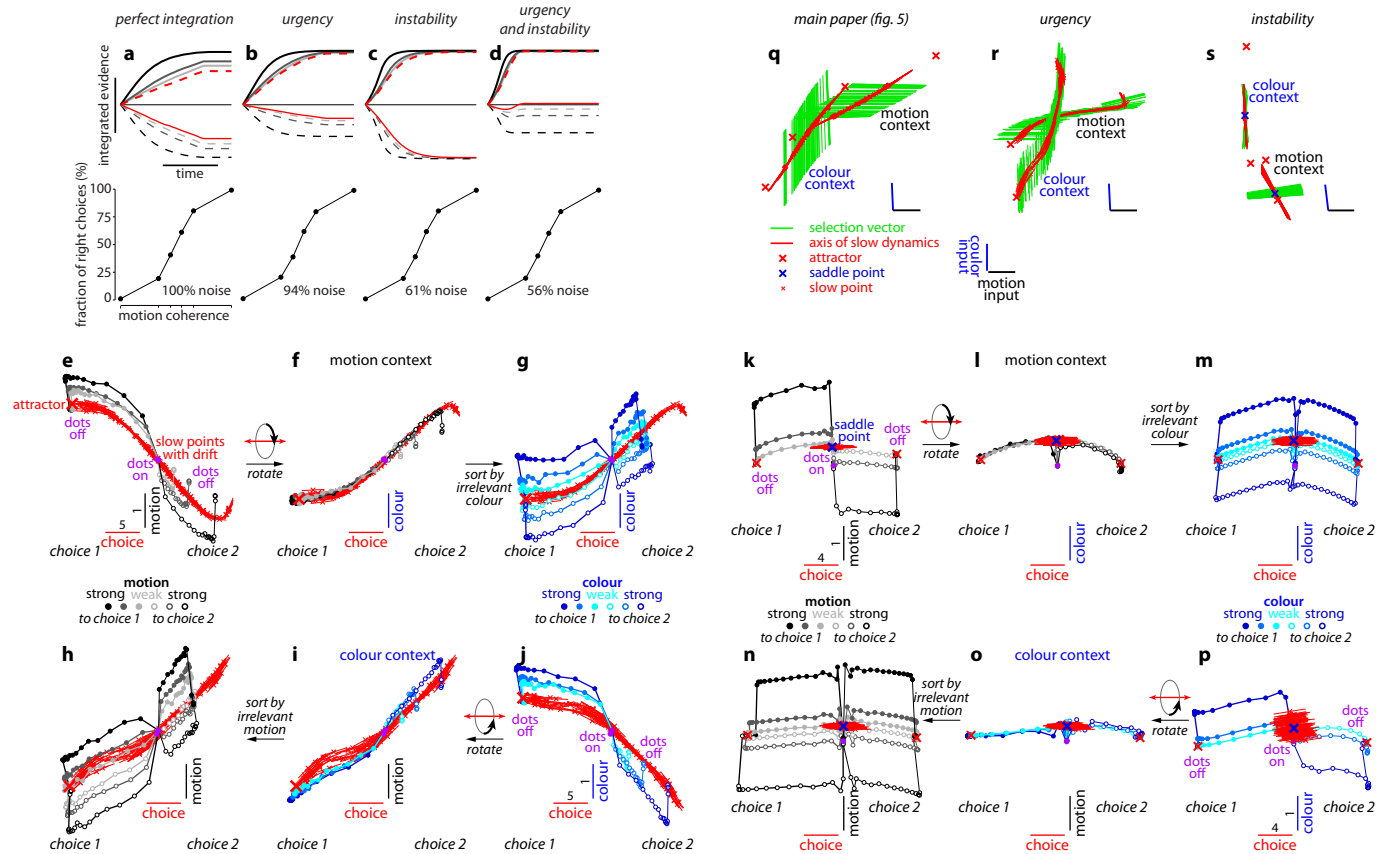 perfect integration
urgency
instability
urgency
and instability
a
b
c
d
integrated evidence
time
fraction of right choices (%)
100
75
50
25
0
100% noise
94% noise
61% noise
56% noise
motion coherence
main paper (fig. 5)
urgency
instability
q
r
s
motion
context
colour
context
motion
context
colour
context
colour
context
motion
context
selection vector
axis of slow dynamics
attractor
saddle point
slow point
coulor
input
motion
input
e
f
motion context
g
attractor
dots
off
slow points
with drift
dots
on
dots
off
rotate
sort by
irrelevant
colour
5
1
motion
choice
choice 1
choice 2
colour
choice
choice 1
choice 2
colour
choice
choice 1
choice 2
motion
strong weak strong
to choice 1 to choice 2
colour
strong weak strong
to choice 1 to choice 2
h
i
colour context
j
sort by
irrelevant
motion
rotate
dots
off
dots
on
dots
off
motion
choice
choice 1
choice 2
motion
choice
choice 1
choice 2
5
1
colour
choice
choice 1
choice 2
k
l
motion context
m
saddle
point
dots
off
dots
on
dots
off
rotate
sort by
irrelevant
colour
choice 1
choice 2
4
1
motion
choice
choice 1
choice 2
colour
choice
choice 1
choice 2
colour
choice
motion
strong weak strong
to choice 1 to choice 2
colour
strong weak strong
to choice 1 to choice 2
n
o
colour context
p
sort by
irrelevant
motion
rotate
dots
off
dots
on
dots
off
choice 1
choice 2
motion
choice
choice 1
choice 2
motion
choice
choice 1
choice 2
4
1
colour
choice